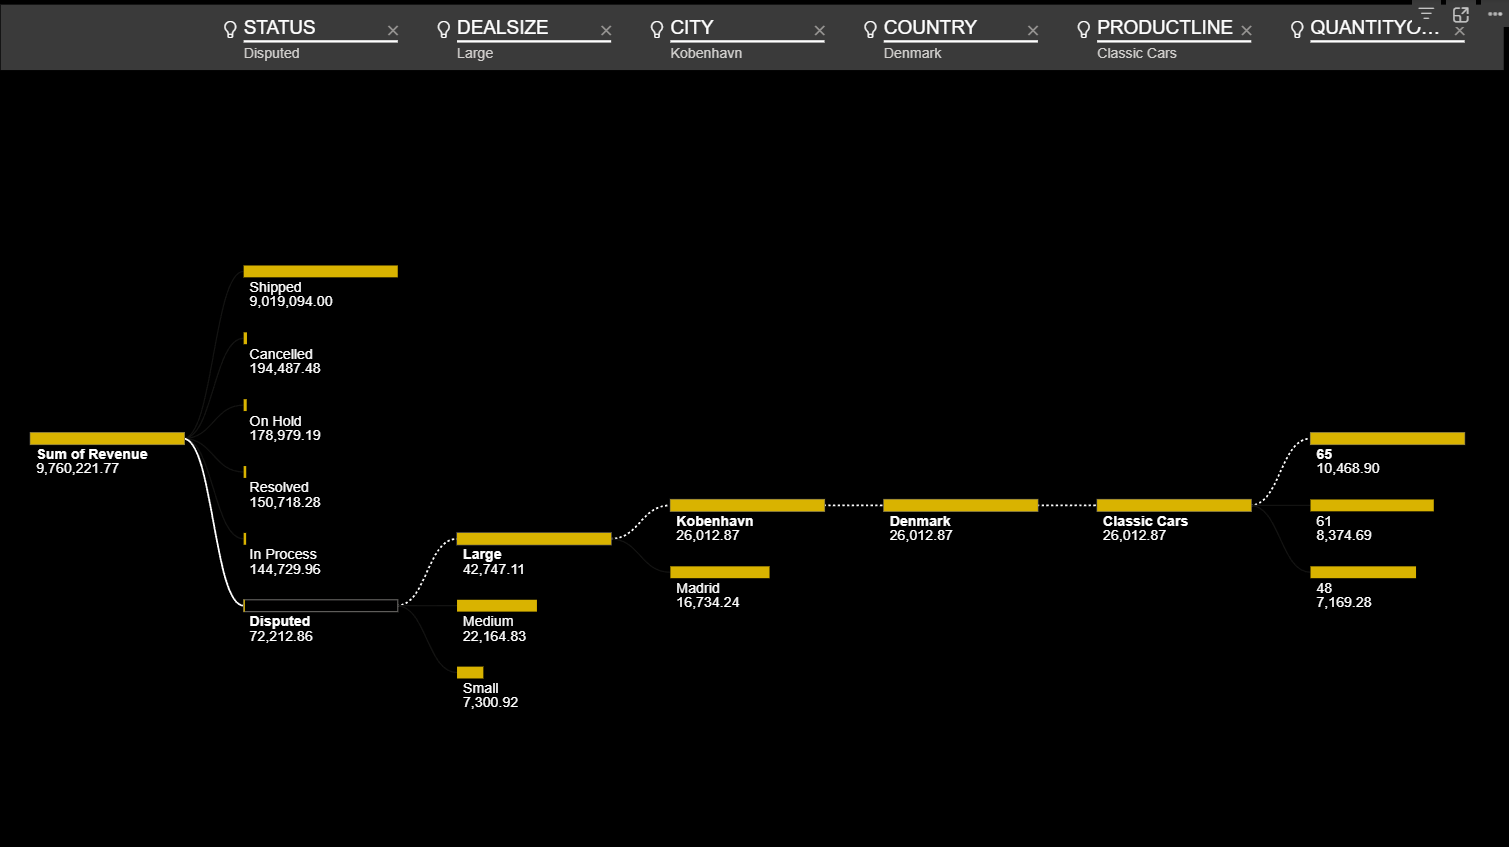 STATUS
Disputed
DEALSIZE
Large
CITY
Kobenhavn
COUNTRY
Denmark
PRODUCTLINE
Classic Cars
QUANTITYO...
Sum of Revenue
9,760,221.77
Shipped
9,019,094.00
Cancelled
194,487.48
On Hold
178,979.19
Resolved
150,718.28
In Process
144,729.96
Disputed
72,212.86
Large
42,747.11
Medium
22,164.83
Small
7,300.92
Kobenhavn
26,012.87
Madrid
16,734.24
Denmark
26,012.87
Classic Cars
26,012.87
65
10,468.90
61
8,374.69
48
7,169.28